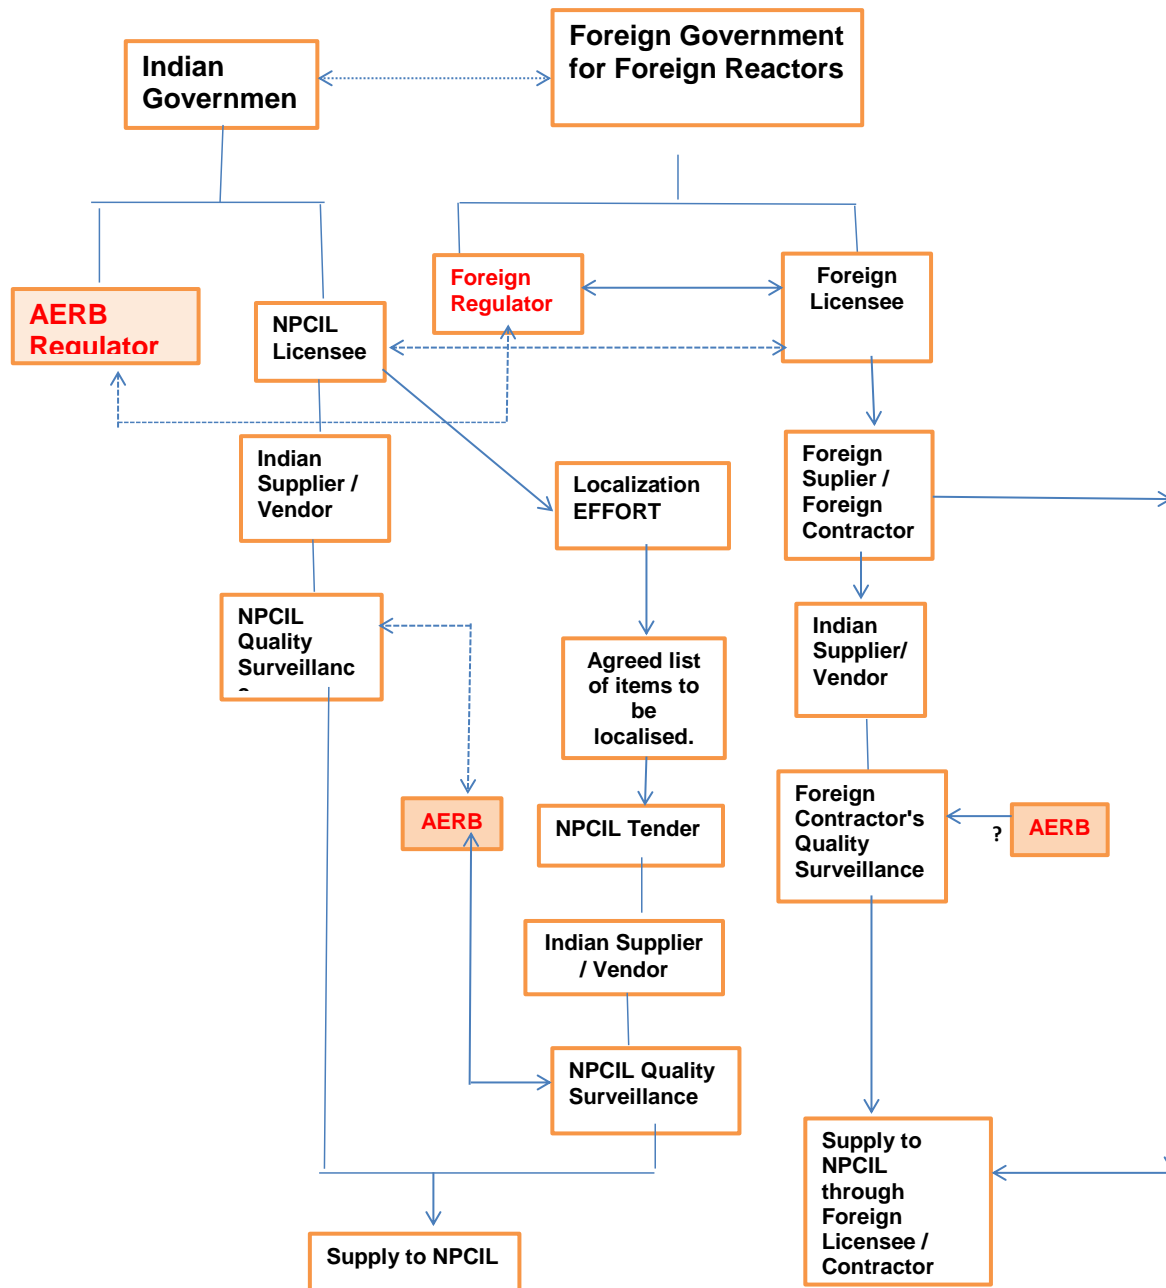 Indian
Governmen
Foreign Government
for Foreign Reactors
AERB
Regulator
NPCIL
Licensee
Foreign
Regulator
Foreign
Licensee
Indian
Supplier /
Vendor
Localization
EFFORT
Foreign
Suplier /
Foreign
Contractor
NPCIL
Quality
Surveillanc
Agreed list
of items to
be
localised.
Indian
Supplier/
Vendor
AERB
NPCIL Tender
Foreign
Contractor's
Quality
Surveillance
?
AERB
Indian Supplier
/ Vendor
NPCIL Quality
Surveillance
Supply to
NPCIL
through
Foreign
Licensee /
Contractor
Supply to NPCIL